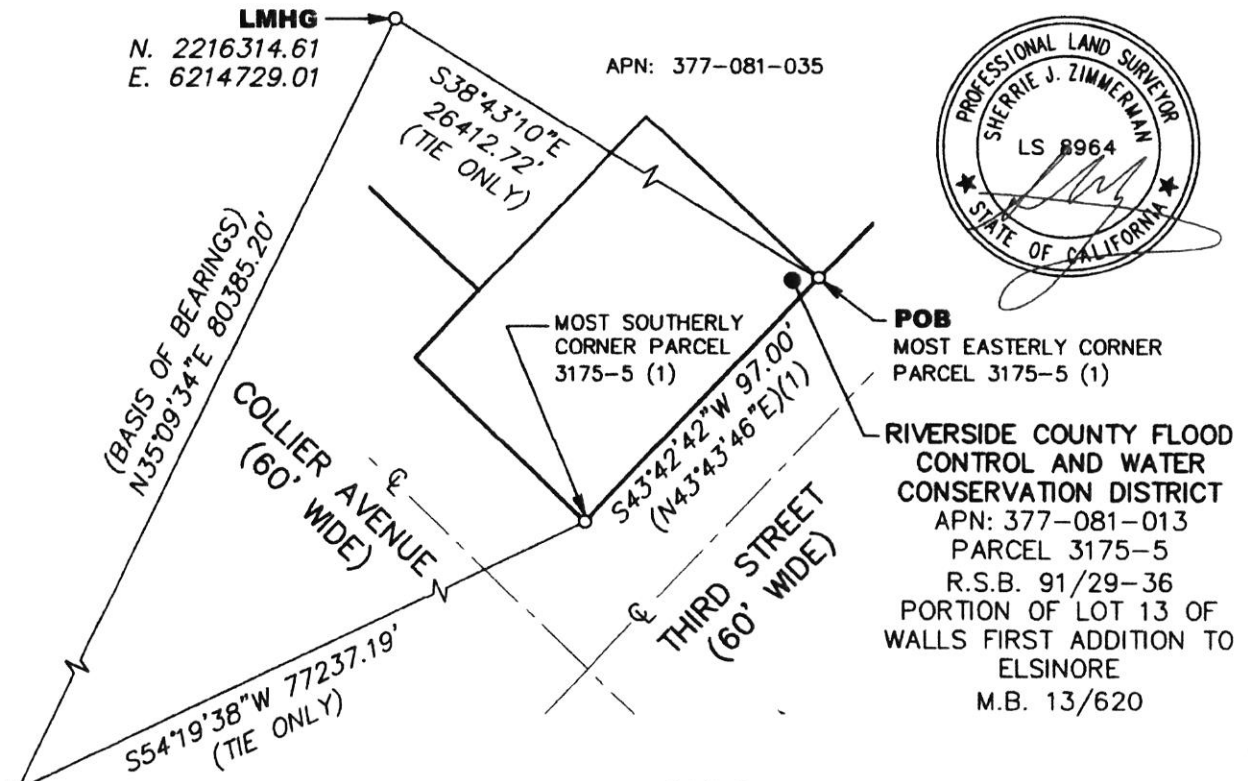 LMHG
N. 2216314.61
E. 6214729.01
S38°43'10"E
26412.72'
(TIE ONLY)
APN: 377-081-035
PROFESSIONAL LAND SURVEYOR
SHERRIE J. ZIMMERMAN
LS 8964
STATE OF CALIFORNIA
(BASIS OF BEARINGS)
N35°09'34"E 80385.20'
MOST SOUTHERLY
CORNER PARCEL
3175-5 (1)
POB
MOST EASTERLY CORNER
PARCEL 3175-5 (1)
S43°42'42"W 97.00'
(N43°43'46"E)(1)
COLLIER AVENUE
(60' WIDE)
℄
℄
THIRD STREET
(60' WIDE)
RIVERSIDE COUNTY FLOOD
CONTROL AND WATER
CONSERVATION DISTRICT
APN: 377-081-013
PARCEL 3175-5
R.S.B. 91/29-36
PORTION OF LOT 13 OF
WALLS FIRST ADDITION TO
ELSINORE
M.B. 13/620
S54°19'38"W 77237.19'
(TIE ONLY)